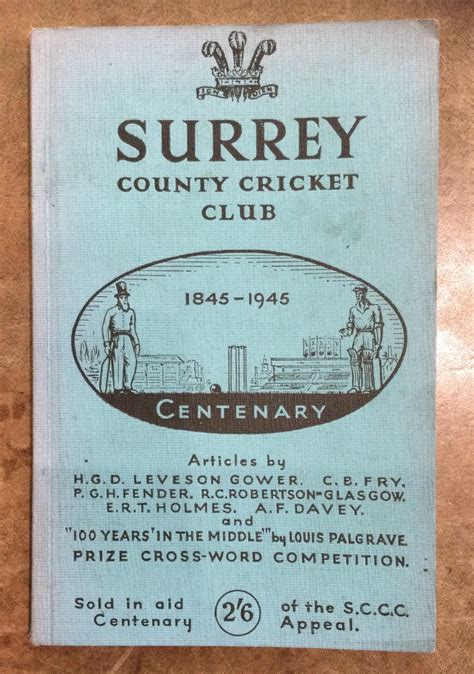 ICH DIEN
SURREY
COUNTY CRICKET
CLUB
1845-1945
CENTENARY
Articles by
H.G.D. LEVESON GOWER. C.B. FRY.
P.G.H. FENDER. R.C. ROBERTSON-GLASGOW.
E.R.T. HOLMES. A.F. DAVEY.
and
"100 YEARS 'IN THE MIDDLE'" by LOUIS PALGRAVE
PRIZE CROSS-WORD COMPETITION.
Sold in aid 2'6 of the S.C.C.C.
Centenary Appeal.